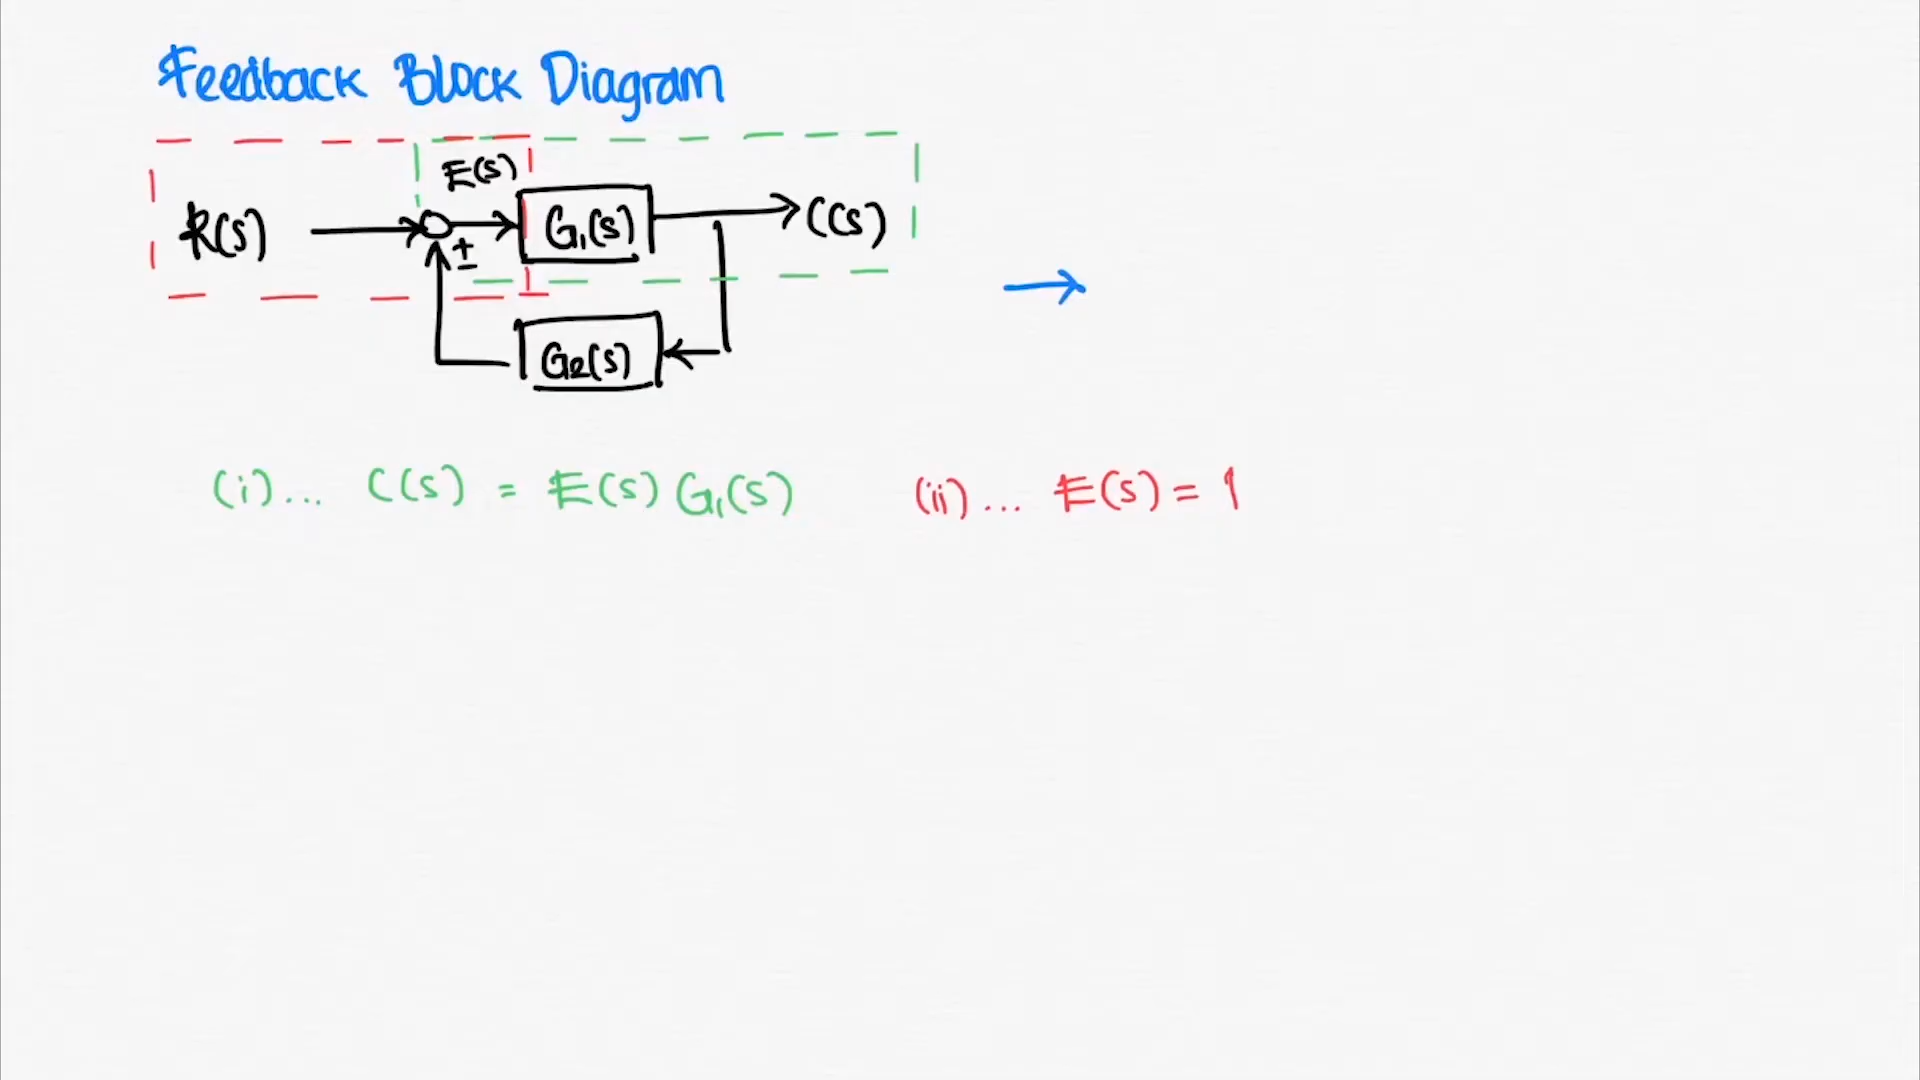 Feedback Block Diagram
E(s)
R(s)
G₁(s)
C(s)
±
G₂(s)
(i)... C(s) = E(s) G₁(s)
(ii)... E(s) =